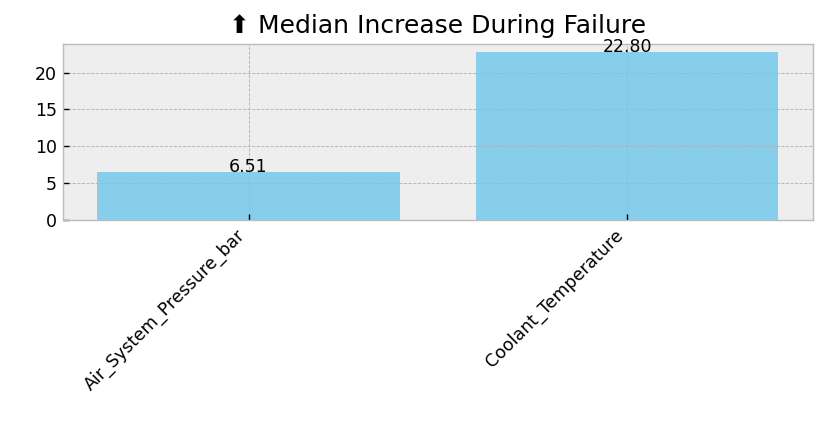 ⬆ Median Increase During Failure
22.80
20
15
10
6.51
5
0
Air_System_Pressure_bar
Coolant_Temperature